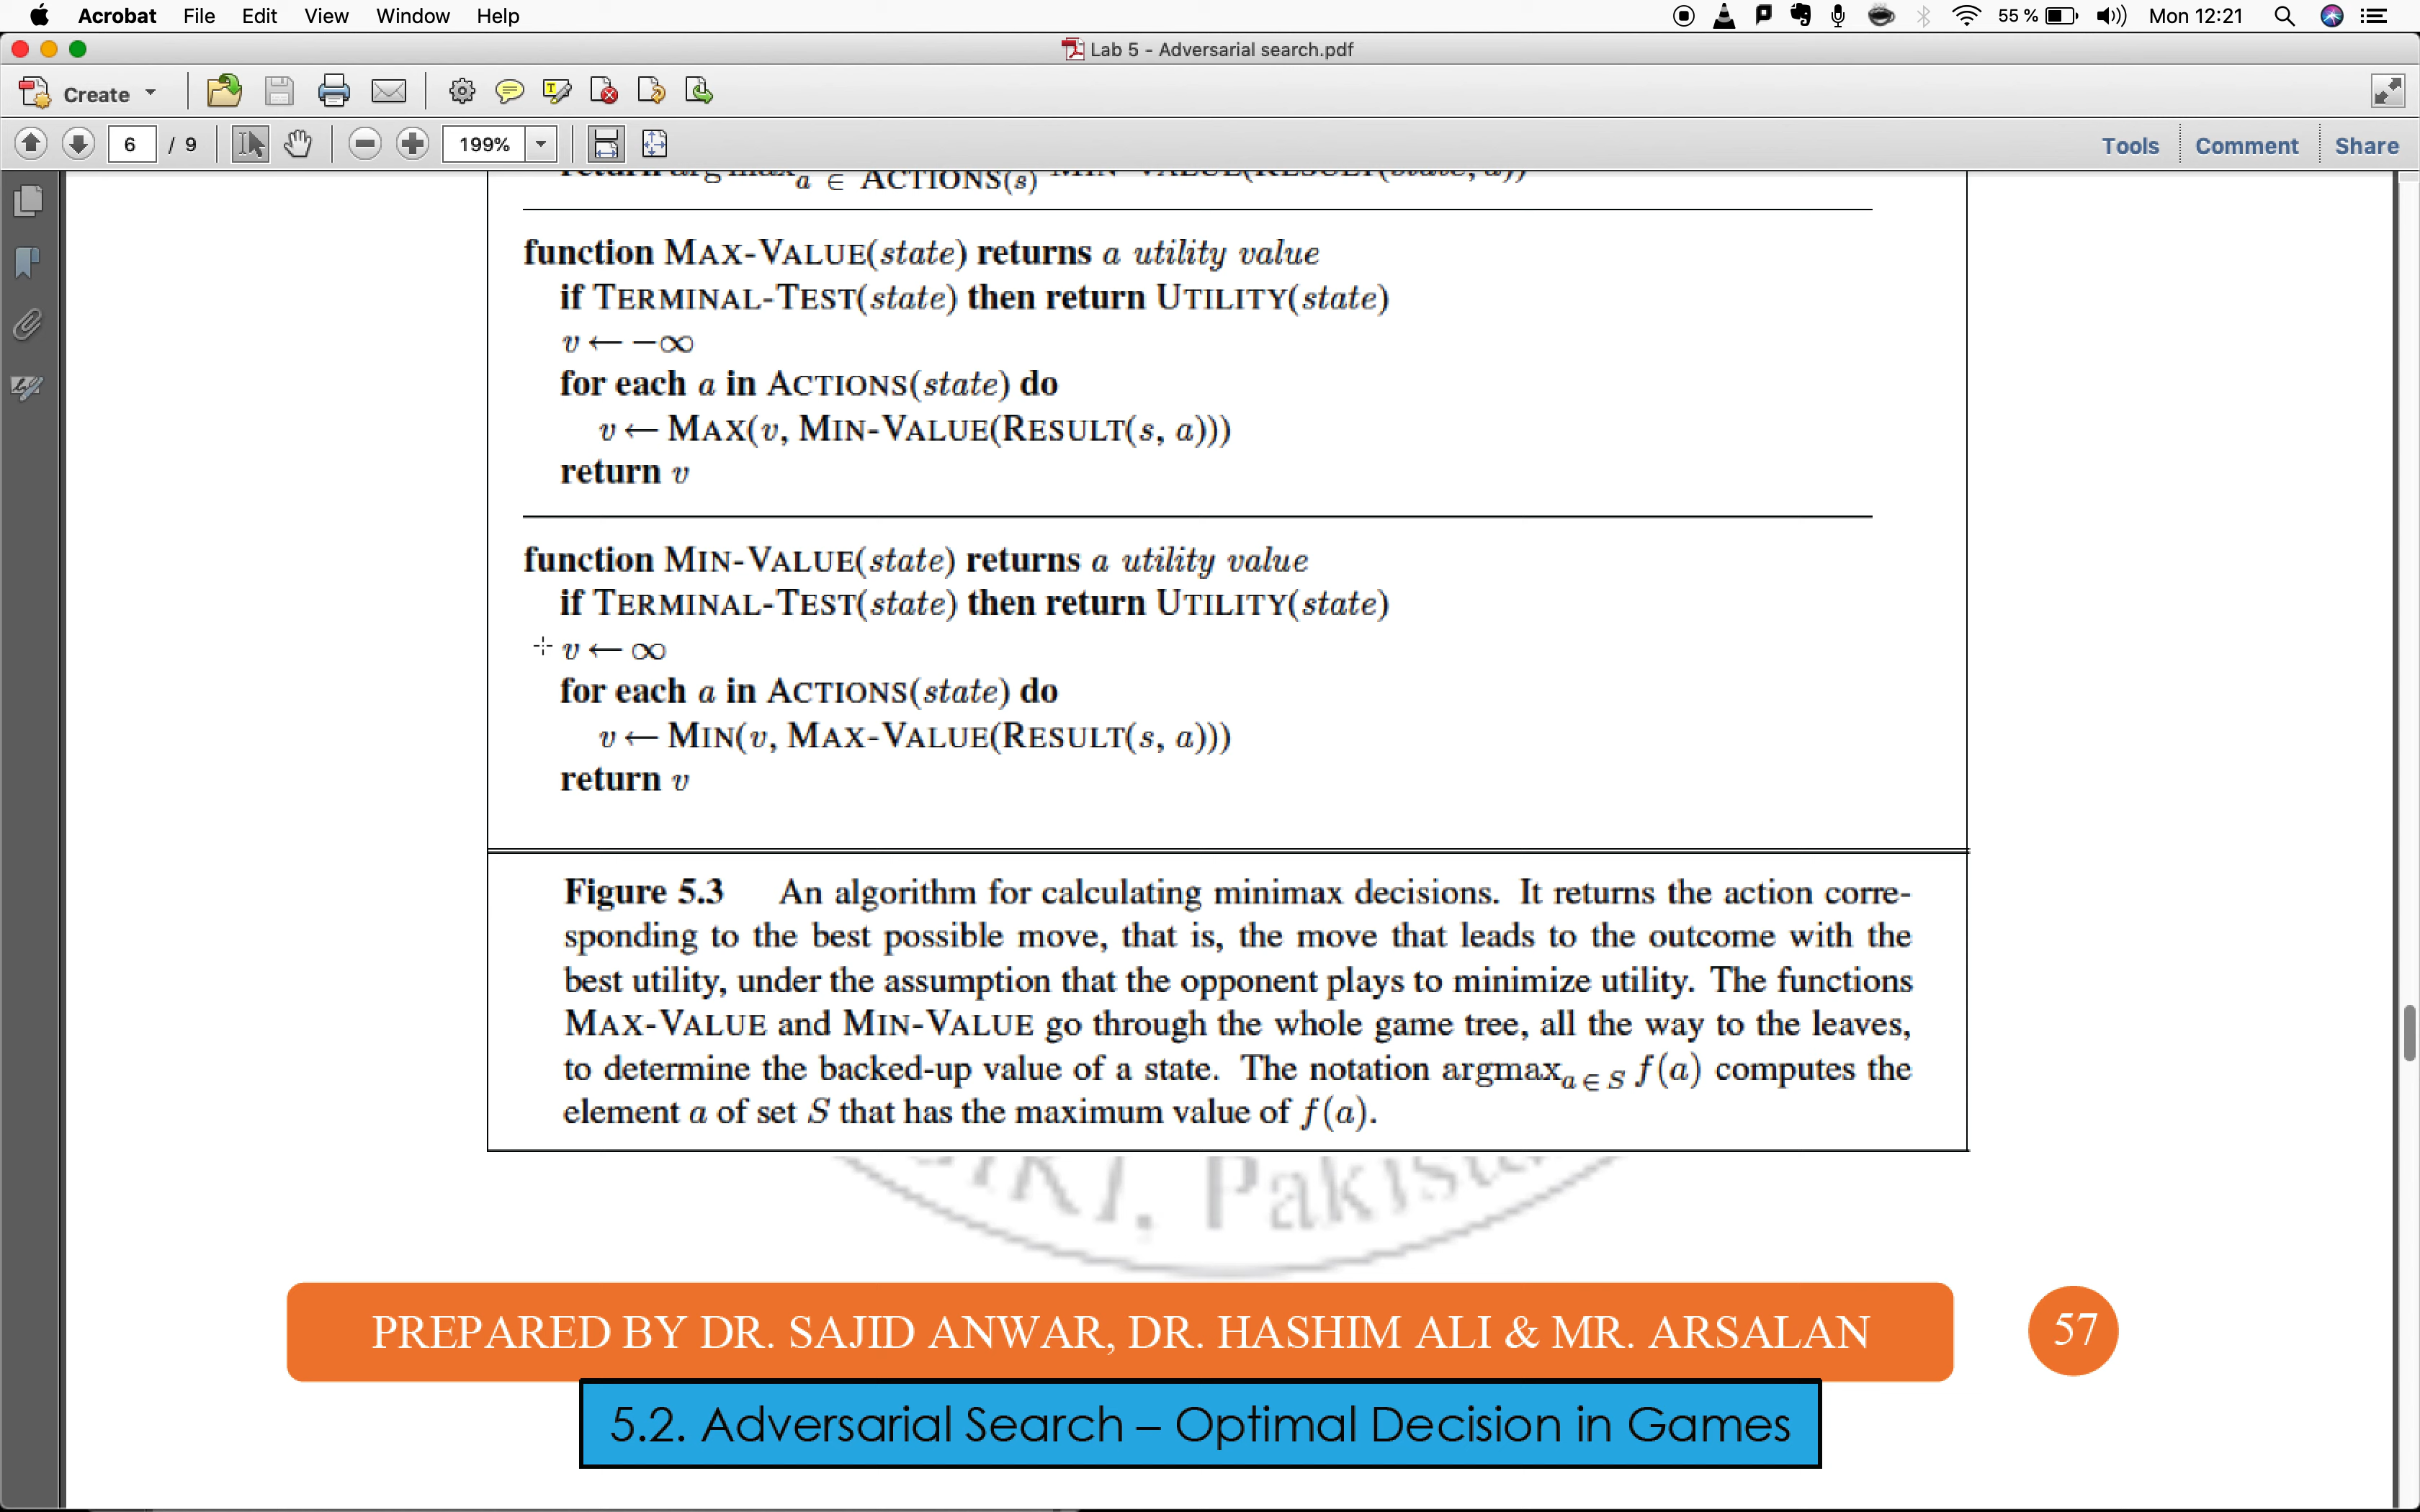 Acrobat File Edit View Window Help 55 % Mon 12:21
Lab 5 - Adversarial search.pdf
Create
6 / 9 199% Tools Comment Share
return arg max a ∈ ACTIONS(s) MIN-VALUE(RESULT(state, a))
function MAX-VALUE(state) returns a utility value
if TERMINAL-TEST(state) then return UTILITY(state)
v ← −∞
for each a in ACTIONS(state) do
v ← MAX(v, MIN-VALUE(RESULT(s, a)))
return v
function MIN-VALUE(state) returns a utility value
if TERMINAL-TEST(state) then return UTILITY(state)
v ← ∞
for each a in ACTIONS(state) do
v ← MIN(v, MAX-VALUE(RESULT(s, a)))
return v
Figure 5.3 An algorithm for calculating minimax decisions. It returns the action corre-
sponding to the best possible move, that is, the move that leads to the outcome with the
best utility, under the assumption that the opponent plays to minimize utility. The functions
MAX-VALUE and MIN-VALUE go through the whole game tree, all the way to the leaves,
to determine the backed-up value of a state. The notation argmax a ∈ S f(a) computes the
element a of set S that has the maximum value of f(a).
PREPARED BY DR. SAJID ANWAR, DR. HASHIM ALI & MR. ARSALAN 57
5.2. Adversarial Search – Optimal Decision in Games